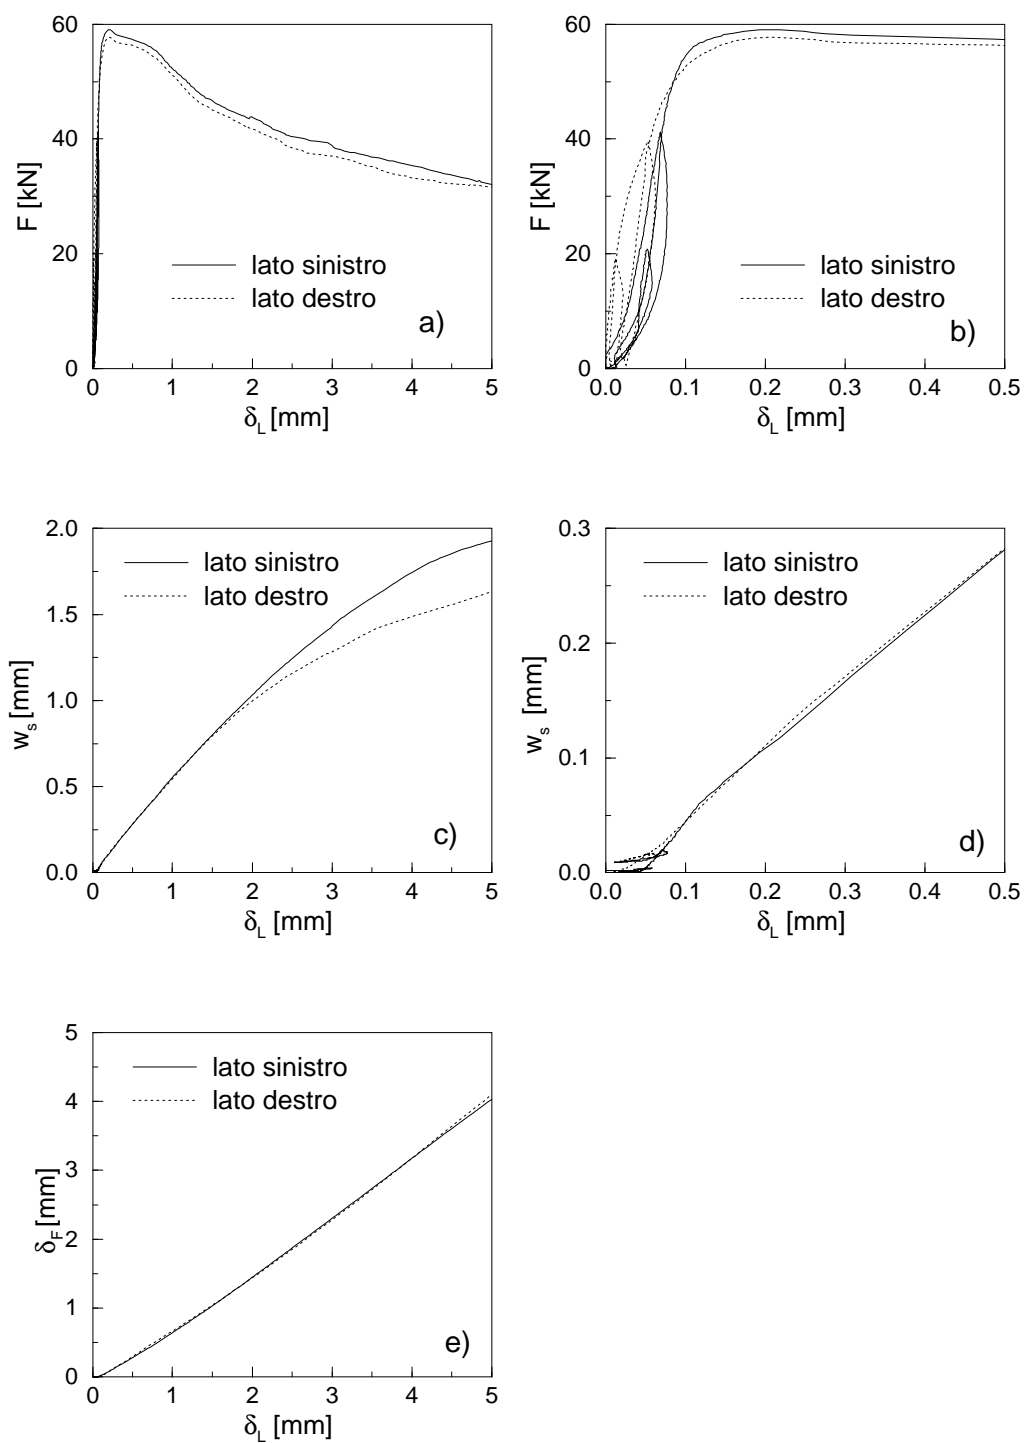 60
40
20
0
F [kN]
lato sinistro
lato destro
a)
0 1 2 3 4 5
δL [mm]
60
40
20
0
F [kN]
lato sinistro
lato destro
b)
0.0 0.1 0.2 0.3 0.4 0.5
δL [mm]
2.0
1.5
1.0
0.5
0.0
ws [mm]
lato sinistro
lato destro
c)
0 1 2 3 4 5
δL [mm]
0.3
0.2
0.1
0.0
ws [mm]
lato sinistro
lato destro
d)
0.0 0.1 0.2 0.3 0.4 0.5
δL [mm]
5
4
3
2
1
0
δF [mm]
lato sinistro
lato destro
e)
0 1 2 3 4 5
δL [mm]